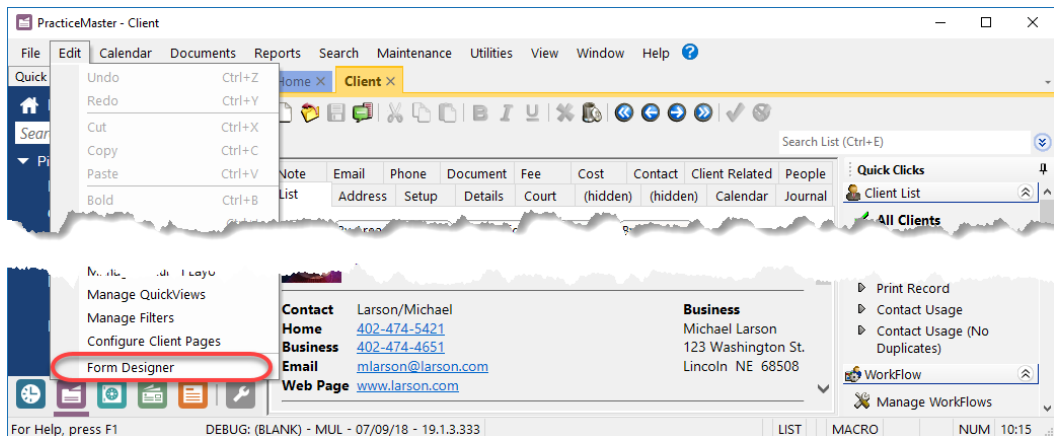 PracticeMaster - Client
File Edit Calendar Documents Reports Search Maintenance Utilities View Window Help
Quick
Home Client
Undo Ctrl+Z
Redo Ctrl+Y
Cut Ctrl+X
Copy Ctrl+C
Paste Ctrl+V
Bold Ctrl+B
Sear
Pi
B I U
Search List (Ctrl+E)
Note Email Phone Document Fee Cost Contact Client Related People
List Address Setup Details Court (hidden) (hidden) Calendar Journal
Quick Clicks
Client List
All Clients
Manage QuickViews
Manage Filters
Configure Client Pages
Form Designer
Contact Larson/Michael
Home 402-474-5421
Business 402-474-4651
Email mlarson@larson.com
Web Page www.larson.com
Business
Michael Larson
123 Washington St.
Lincoln NE 68508
Print Record
Contact Usage
Contact Usage (No
Duplicates)
WorkFlow
Manage WorkFlows
For Help, press F1 DEBUG: (BLANK) - MUL - 07/09/18 - 19.1.3.333 LIST MACRO NUM 10:15